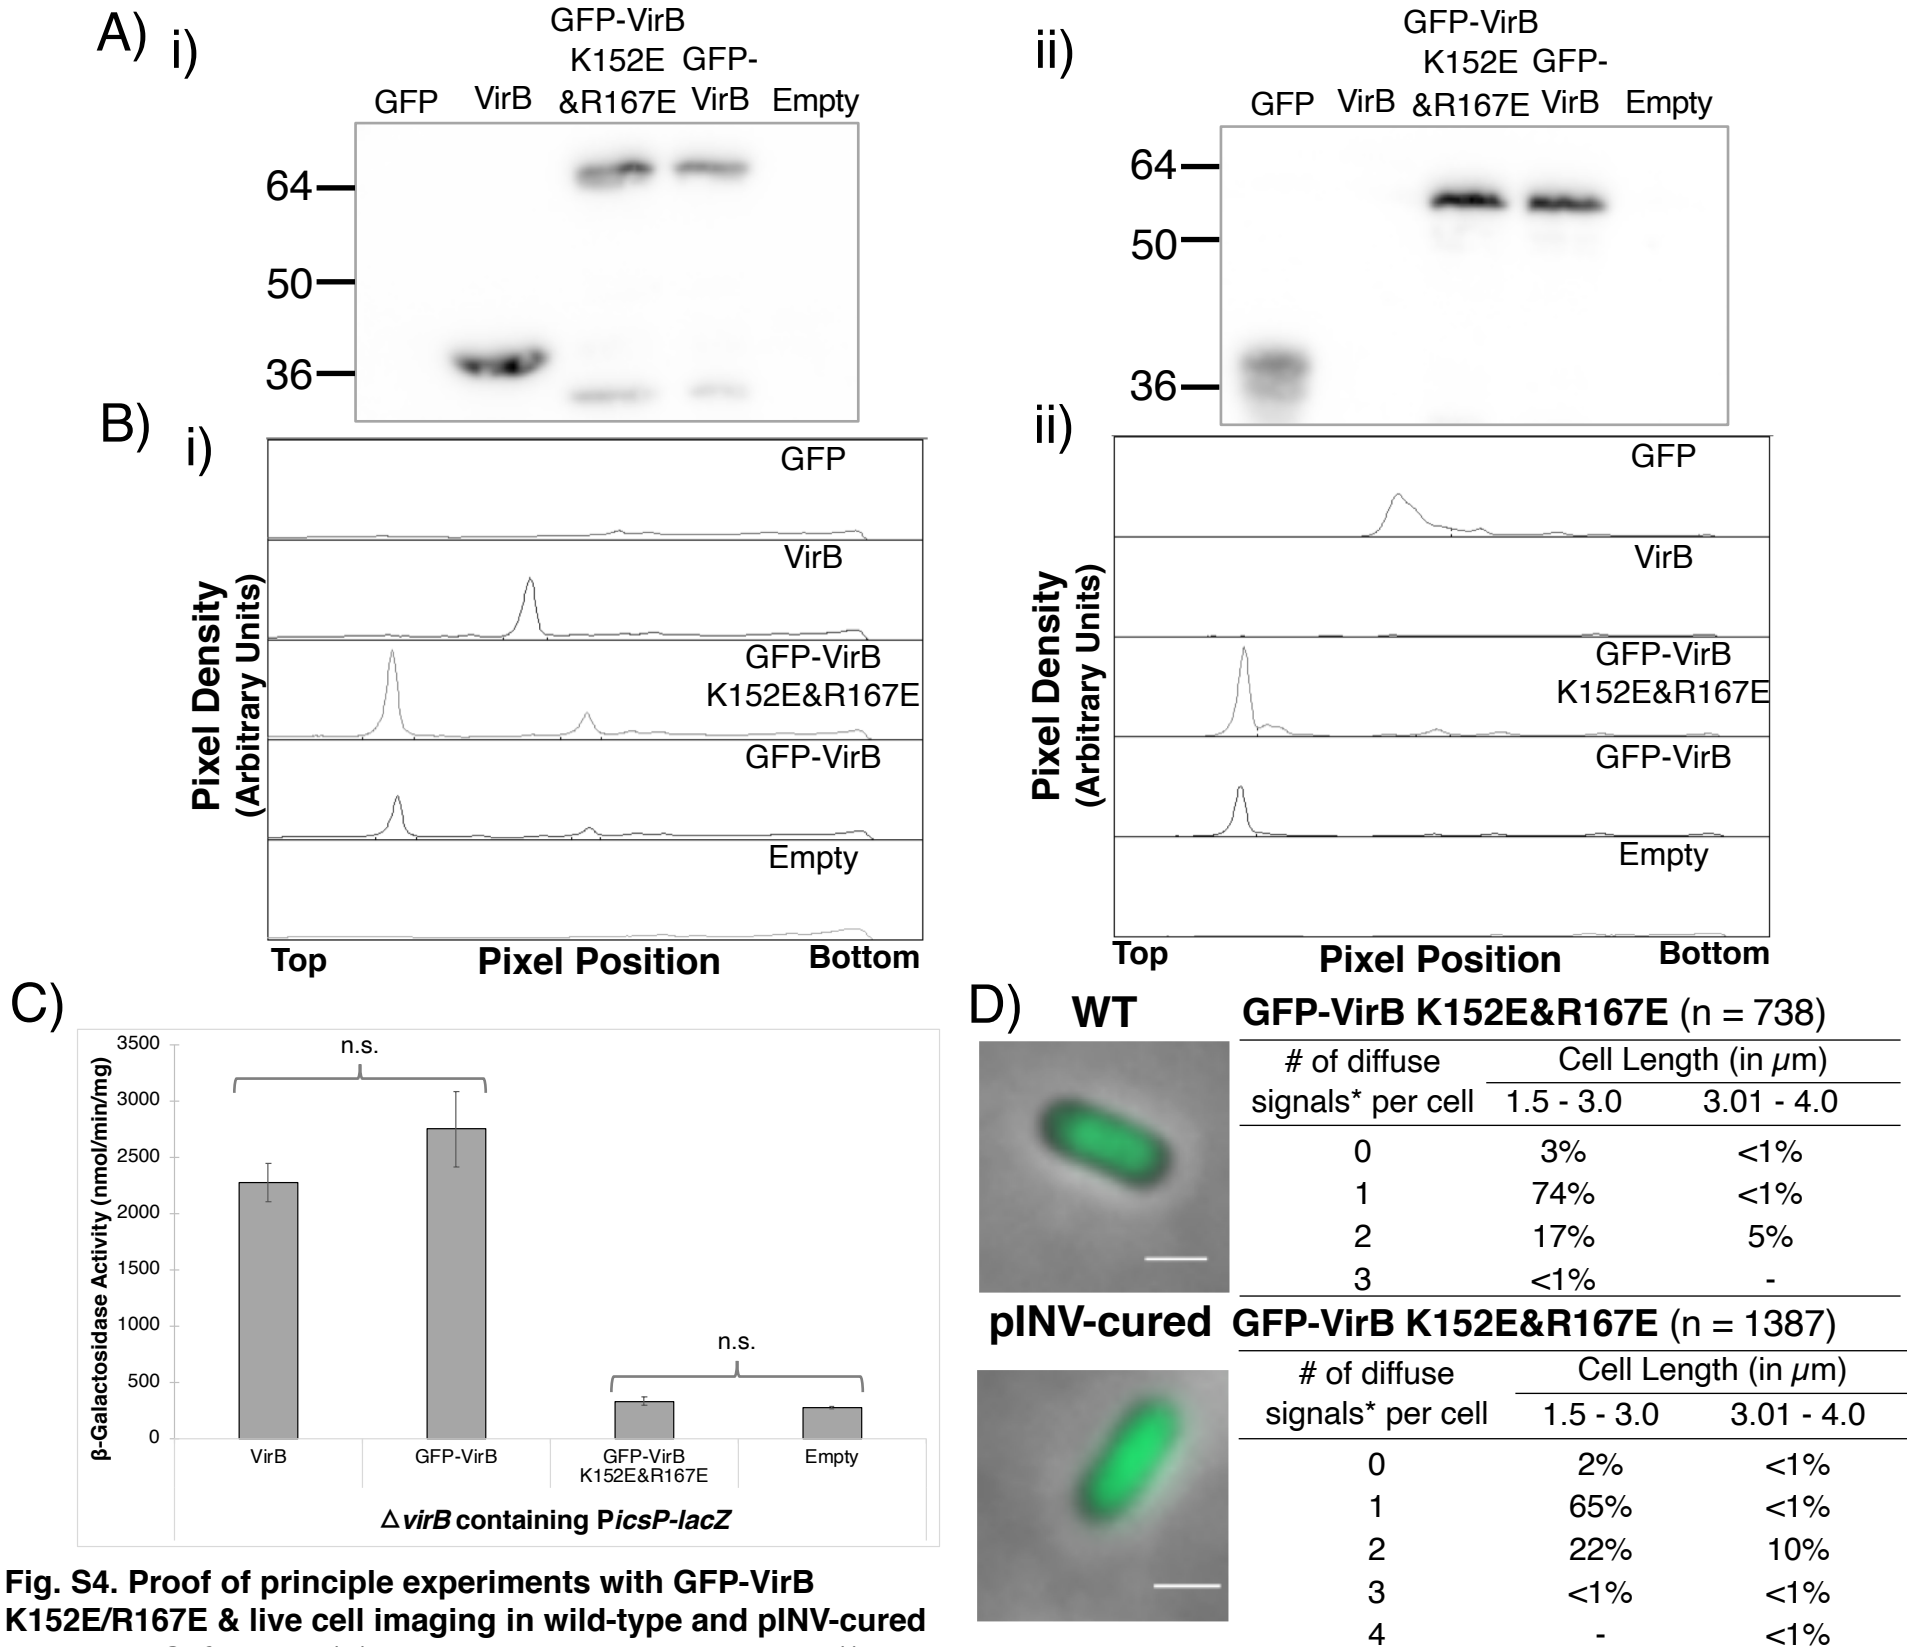 A) i)
GFP-VirB
K152E GFP-
GFP VirB &R167E VirB Empty
64
50
36
ii)
GFP-VirB
K152E GFP-
GFP VirB &R167E VirB Empty
64
50
36
B) i)
GFP
VirB
GFP-VirB
K152E&R167E
GFP-VirB
Empty
Pixel Density
(Arbitrary Units)
Top Pixel Position Bottom
ii)
GFP
VirB
GFP-VirB
K152E&R167E
GFP-VirB
Empty
Pixel Density
(Arbitrary Units)
Top Pixel Position Bottom
C)
β-Galactosidase Activity (nmol/min/mg)
3500
3000
2500
2000
1500
1000
500
0
n.s.
n.s.
VirB GFP-VirB GFP-VirB Empty
K152E&R167E
△virB containing PicsP-lacZ
D) WT GFP-VirB K152E&R167E (n = 738)
# of diffuse Cell Length (in µm)
signals* per cell 1.5 - 3.0 3.01 - 4.0
0 3% <1%
1 74% <1%
2 17% 5%
3 <1% -
pINV-cured GFP-VirB K152E&R167E (n = 1387)
# of diffuse Cell Length (in µm)
signals* per cell 1.5 - 3.0 3.01 - 4.0
0 2% <1%
1 65% <1%
2 22% 10%
3 <1% <1%
4 - <1%
Fig. S4. Proof of principle experiments with GFP-VirB
K152E/R167E & live cell imaging in wild-type and pINV-cured